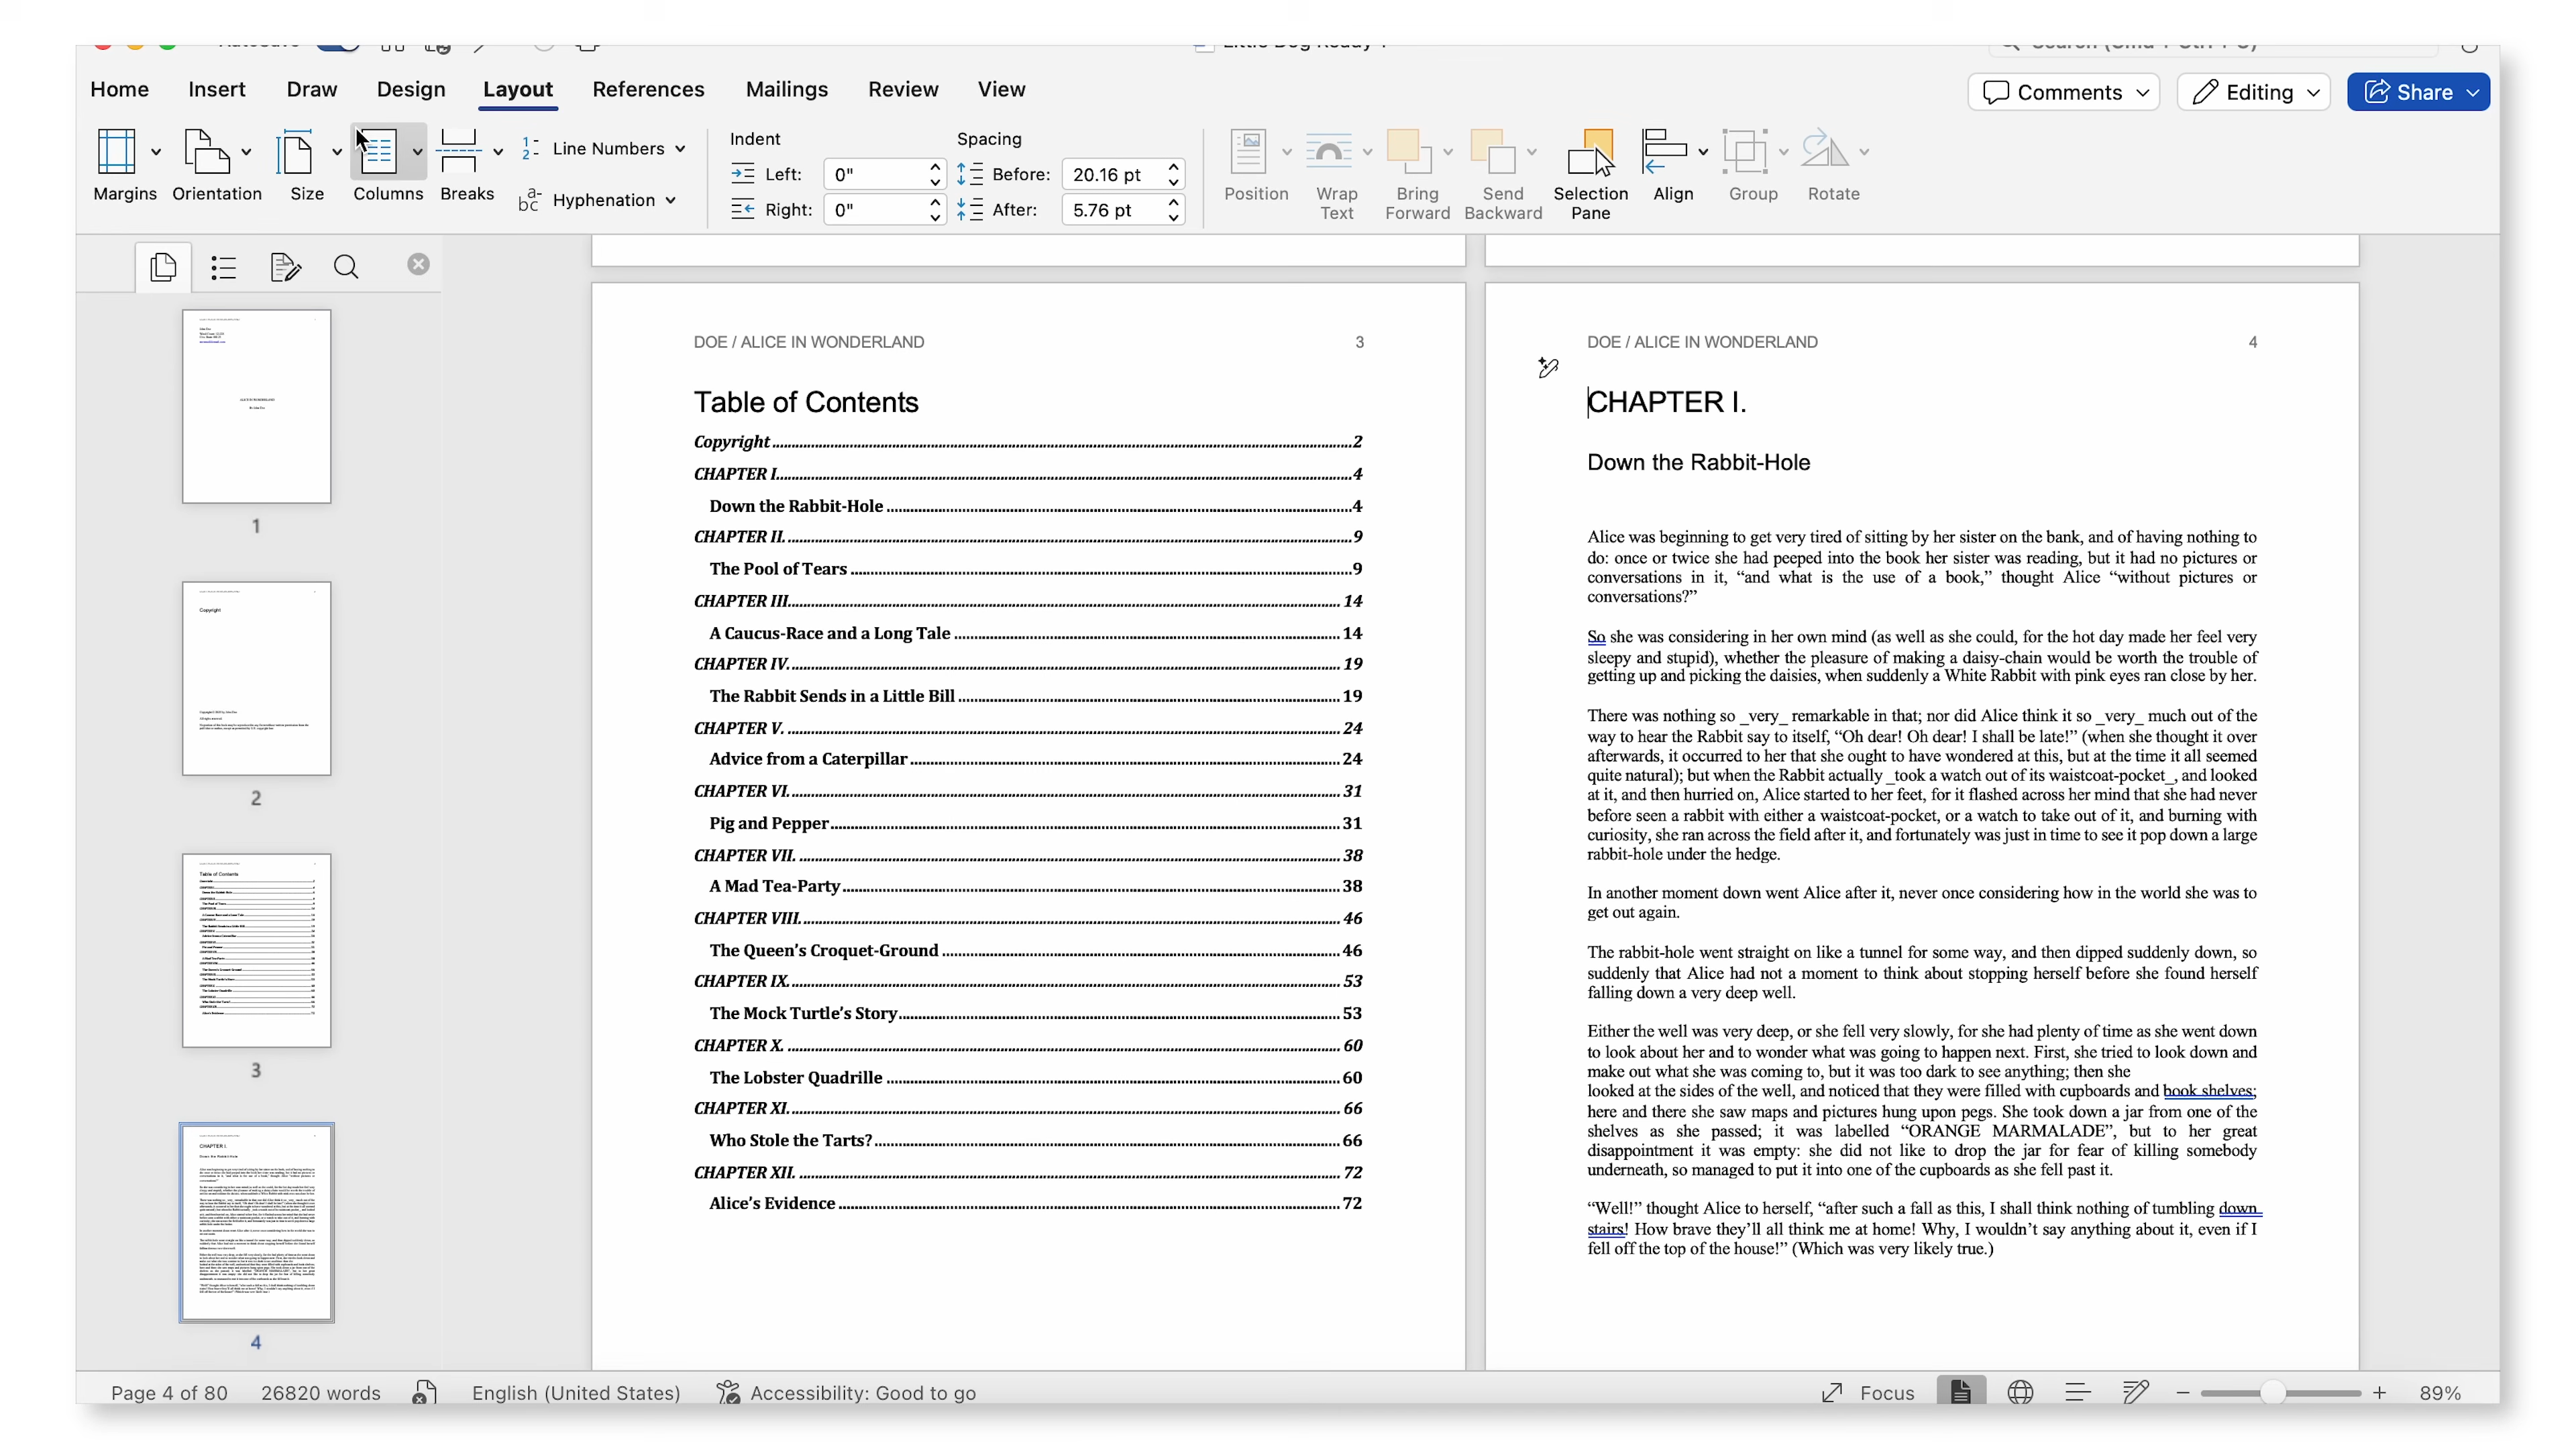 AutoSave
Little Dog Ready
Search (Cmd + Ctrl + U)
Home Insert Draw Design Layout References Mailings Review View
Comments Editing Share
Margins Orientation Size Columns Breaks
Line Numbers
Hyphenation
Indent
Left: 0"
Right: 0"
Spacing
Before: 20.16 pt
After: 5.76 pt
Position Wrap Text Bring Forward Send Backward Selection Pane Align Group Rotate
1
2
3
4
DOE / ALICE IN WONDERLAND 3
Table of Contents
Copyright 2
CHAPTER I. 4
Down the Rabbit-Hole 4
CHAPTER II. 9
The Pool of Tears 9
CHAPTER III. 14
A Caucus-Race and a Long Tale 14
CHAPTER IV. 19
The Rabbit Sends in a Little Bill 19
CHAPTER V. 24
Advice from a Caterpillar 24
CHAPTER VI. 31
Pig and Pepper 31
CHAPTER VII. 38
A Mad Tea-Party 38
CHAPTER VIII. 46
The Queen's Croquet-Ground 46
CHAPTER IX. 53
The Mock Turtle's Story 53
CHAPTER X. 60
The Lobster Quadrille 60
CHAPTER XI. 66
Who Stole the Tarts? 66
CHAPTER XII. 72
Alice's Evidence 72
DOE / ALICE IN WONDERLAND 4
CHAPTER I.
Down the Rabbit-Hole
Alice was beginning to get very tired of sitting by her sister on the bank, and of having nothing to
do: once or twice she had peeped into the book her sister was reading, but it had no pictures or
conversations in it, “and what is the use of a book,” thought Alice “without pictures or
conversations?”
So she was considering in her own mind (as well as she could, for the hot day made her feel very
sleepy and stupid), whether the pleasure of making a daisy-chain would be worth the trouble of
getting up and picking the daisies, when suddenly a White Rabbit with pink eyes ran close by her.
There was nothing so _very_ remarkable in that; nor did Alice think it so _very_ much out of the
way to hear the Rabbit say to itself, “Oh dear! Oh dear! I shall be late!” (when she thought it over
afterwards, it occurred to her that she ought to have wondered at this, but at the time it all seemed
quite natural); but when the Rabbit actually _took a watch out of its waistcoat-pocket_, and looked
at it, and then hurried on, Alice started to her feet, for it flashed across her mind that she had never
before seen a rabbit with either a waistcoat-pocket, or a watch to take out of it, and burning with
curiosity, she ran across the field after it, and fortunately was just in time to see it pop down a large
rabbit-hole under the hedge.
In another moment down went Alice after it, never once considering how in the world she was to
get out again.
The rabbit-hole went straight on like a tunnel for some way, and then dipped suddenly down, so
suddenly that Alice had not a moment to think about stopping herself before she found herself
falling down a very deep well.
Either the well was very deep, or she fell very slowly, for she had plenty of time as she went down
to look about her and to wonder what was going to happen next. First, she tried to look down and
make out what she was coming to, but it was too dark to see anything; then she
looked at the sides of the well, and noticed that they were filled with cupboards and book shelves;
here and there she saw maps and pictures hung upon pegs. She took down a jar from one of the
shelves as she passed; it was labelled “ORANGE MARMALADE”, but to her great
disappointment it was empty: she did not like to drop the jar for fear of killing somebody
underneath, so managed to put it into one of the cupboards as she fell past it.
“Well!” thought Alice to herself, “after such a fall as this, I shall think nothing of tumbling down
stairs! How brave they’ll all think me at home! Why, I wouldn’t say anything about it, even if I
fell off the top of the house!” (Which was very likely true.)
Page 4 of 80 26820 words English (United States) Accessibility: Good to go Focus 89%